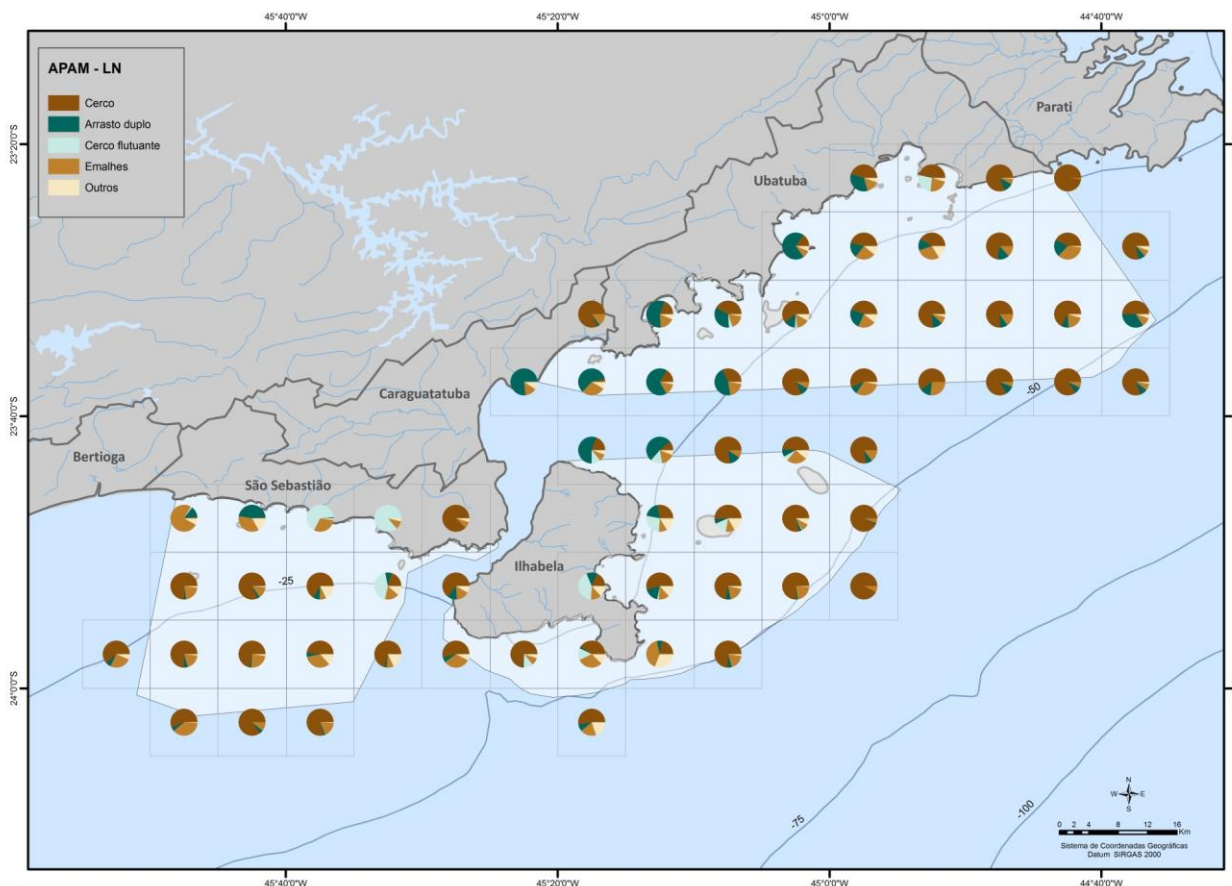 45°40'0"W
45°20'0"W
45°0'0"W
44°40'0"W
APAM - LN
Cerco
Arrasto duplo
Cerco flutuante
Emalhes
Outros
Parati
Ubatuba
Caraguatatuba
Bertioga
São Sebastião
Ilhabela
23°20'0"S
23°40'0"S
24°0'0"S
-25
-50
-75
-100
N
W E
S
0 2 4 8 12 16
Km
Sistema de Coordenadas Geográficas
Datum SIRGAS 2000
45°40'0"W
45°20'0"W
45°0'0"W
44°40'0"W